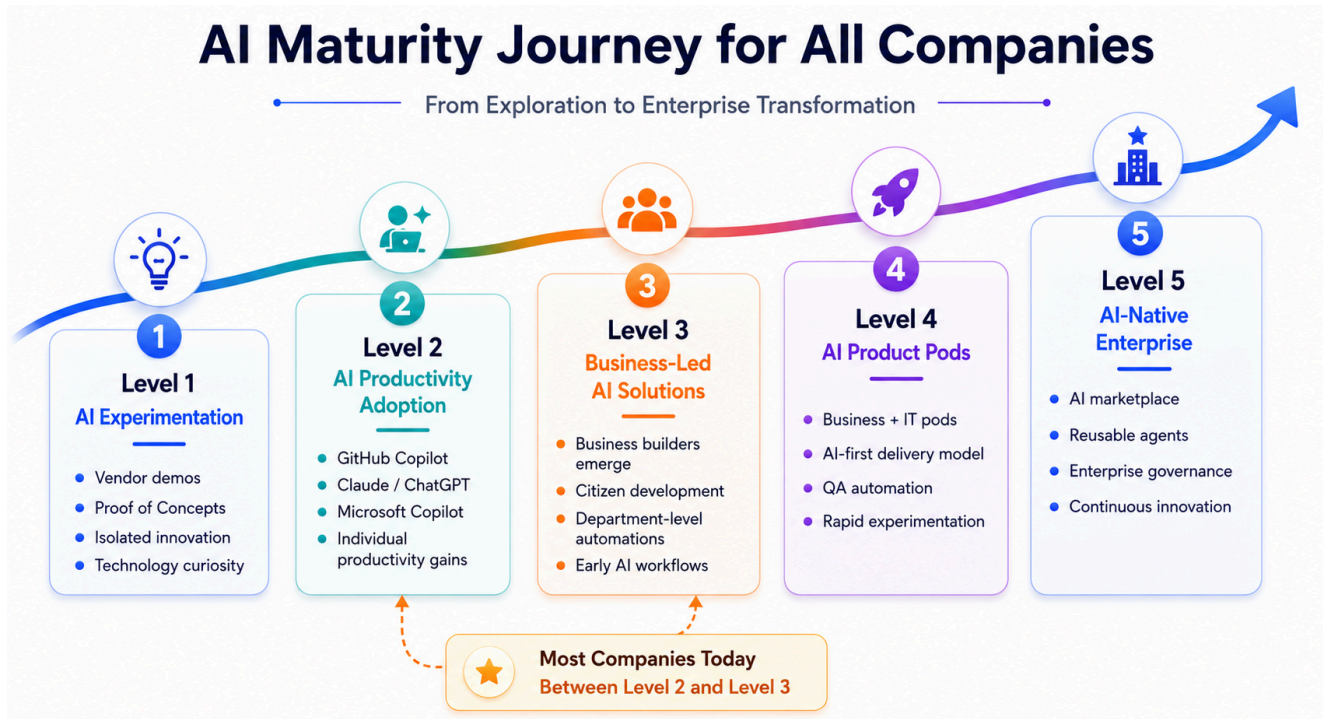 AI Maturity Journey for All Companies
From Exploration to Enterprise Transformation
1
Level 1
AI Experimentation
Vendor demos
Proof of Concepts
Isolated innovation
Technology curiosity
2
Level 2
AI Productivity
Adoption
GitHub Copilot
Claude / ChatGPT
Microsoft Copilot
Individual
productivity gains
3
Level 3
Business-Led
AI Solutions
Business builders
emerge
Citizen development
Department-level
automations
Early AI workflows
4
Level 4
AI Product Pods
Business + IT pods
AI-first delivery model
QA automation
Rapid experimentation
5
Level 5
AI-Native
Enterprise
AI marketplace
Reusable agents
Enterprise governance
Continuous innovation
Most Companies Today
Between Level 2 and Level 3